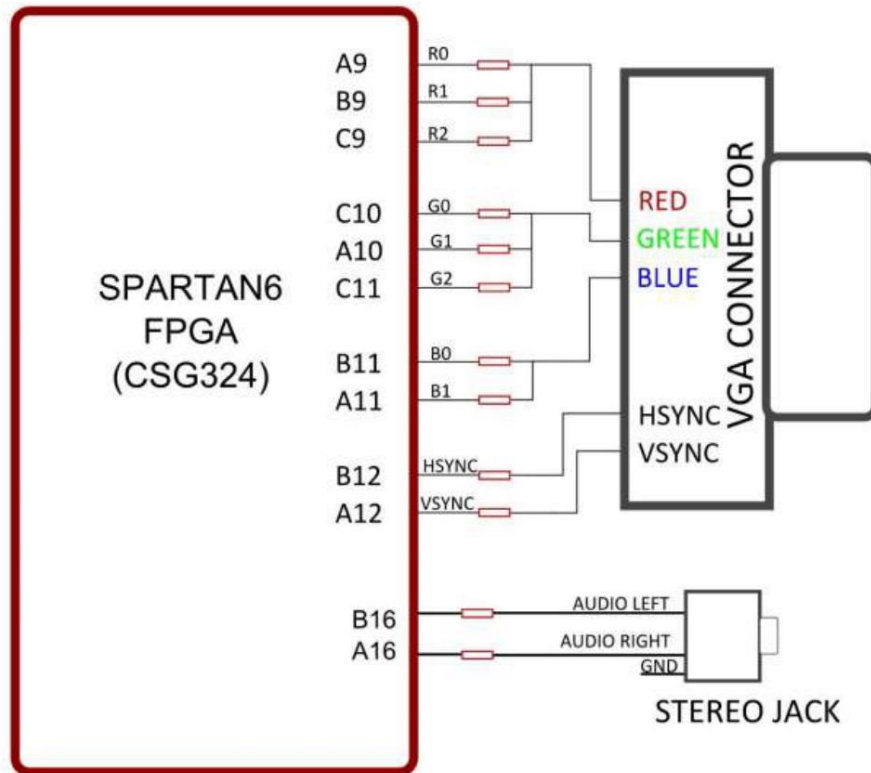 A9 R0
B9 R1
C9 R2
C10 G0
A10 G1
C11 G2
B11 B0
A11 B1
B12 HSYNC
A12 VSYNC
B16 AUDIO LEFT
A16 AUDIO RIGHT
GND
SPARTAN6
FPGA
(CSG324)
RED
GREEN
BLUE
HSYNC
VSYNC
VGA CONNECTOR
STEREO JACK